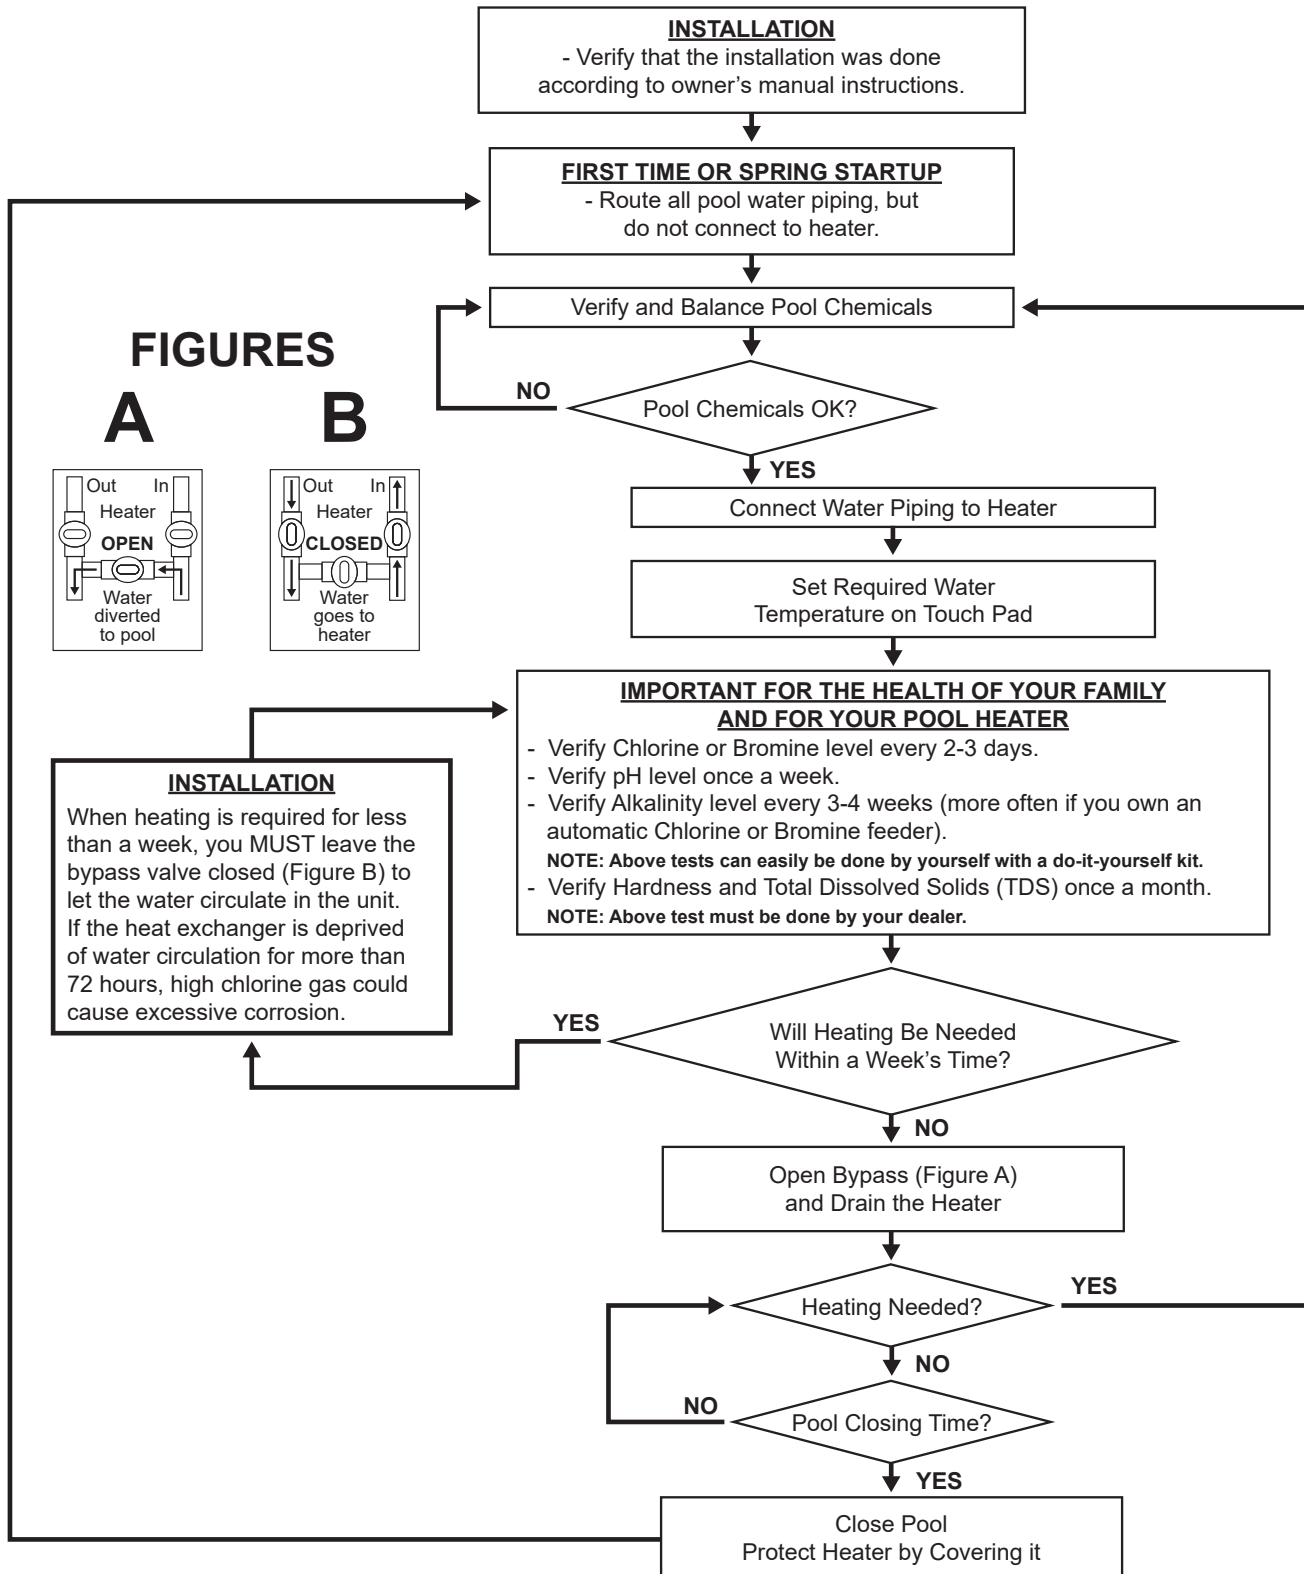 INSTALLATION
- Verify that the installation was done
according to owner’s manual instructions.
FIRST TIME OR SPRING STARTUP
- Route all pool water piping, but
do not connect to heater.
Verify and Balance Pool Chemicals
FIGURES
A
B
NO
Pool Chemicals OK?
YES
Out In
Heater
OPEN
Water
diverted
to pool
Out In
Heater
CLOSED
Water
goes to
heater
Connect Water Piping to Heater
Set Required Water
Temperature on Touch Pad
IMPORTANT FOR THE HEALTH OF YOUR FAMILY
AND FOR YOUR POOL HEATER
- Verify Chlorine or Bromine level every 2-3 days.
- Verify pH level once a week.
- Verify Alkalinity level every 3-4 weeks (more often if you own an
automatic Chlorine or Bromine feeder).
NOTE: Above tests can easily be done by yourself with a do-it-yourself kit.
- Verify Hardness and Total Dissolved Solids (TDS) once a month.
NOTE: Above test must be done by your dealer.
INSTALLATION
When heating is required for less
than a week, you MUST leave the
bypass valve closed (Figure B) to
let the water circulate in the unit.
If the heat exchanger is deprived
of water circulation for more than
72 hours, high chlorine gas could
cause excessive corrosion.
YES
Will Heating Be Needed
Within a Week’s Time?
NO
Open Bypass (Figure A)
and Drain the Heater
Heating Needed?
YES
NO
NO
Pool Closing Time?
YES
Close Pool
Protect Heater by Covering it